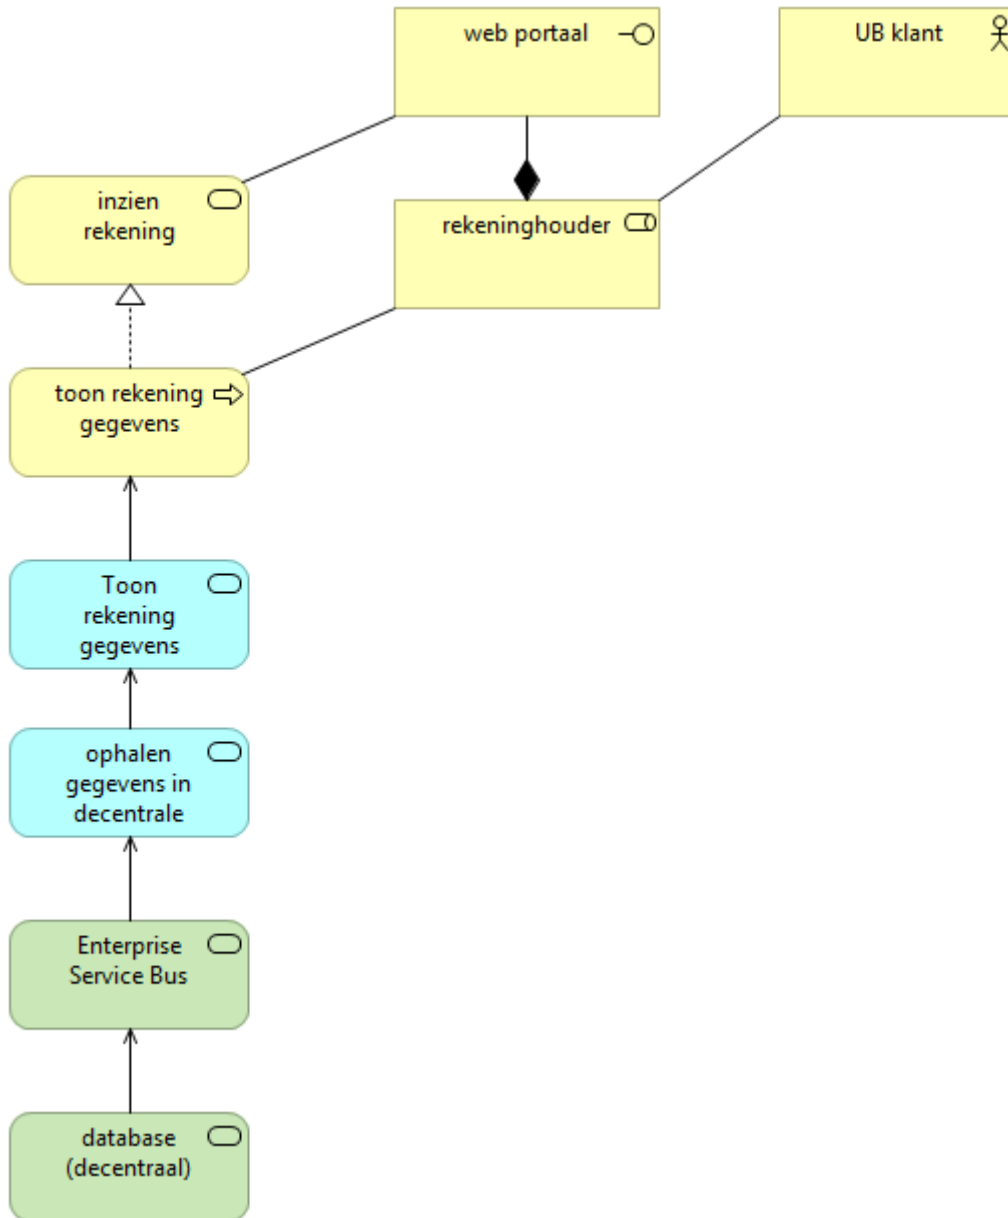 web portaal
UB klant
inzien
rekening
rekeninghouder
toon rekening
gegevens
Toon
rekening
gegevens
ophalen
gegevens in
decentrale
Enterprise
Service Bus
database
(decentraal)